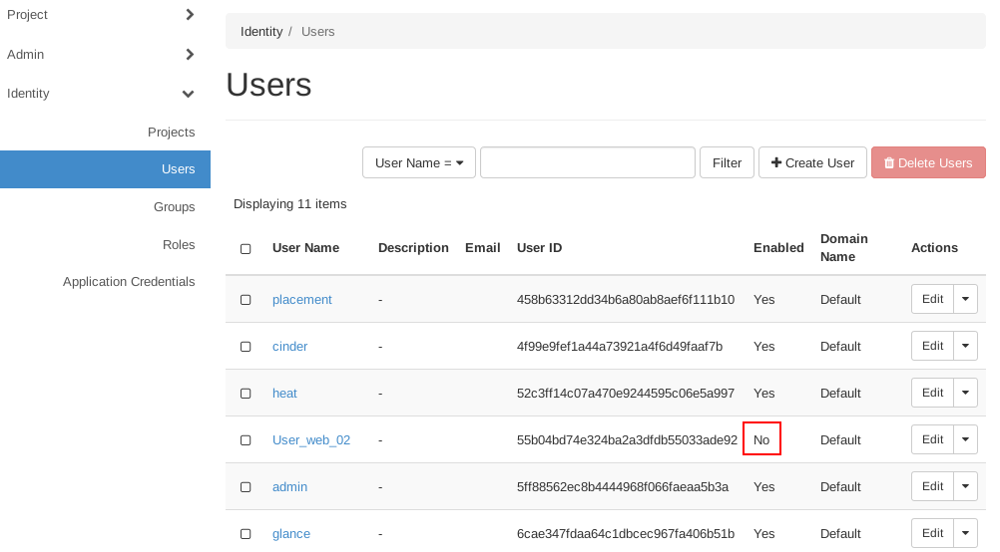 Project
Admin
Identity
Projects
Users
Groups
Roles
Application Credentials
Identity / Users
Users
User Name =
Filter
Create User
Delete Users
Displaying 11 items
User Name Description Email User ID Enabled Domain Name Actions
placement - 458b63312dd34b6a80ab8aef6f111b10 Yes Default Edit
cinder - 4f99e9fef1a44a73921a4f6d49faaf7b Yes Default Edit
heat - 52c3ff14c07a470e9244595c06e5a997 Yes Default Edit
User_web_02 - 55b04bd74e324ba2a3dfdb55033ade92 No Default Edit
admin - 5ff88562ec8b4444968f066faeaa5b3a Yes Default Edit
glance - 6cae347fdaa64c1dbcec967fa406b51b Yes Default Edit